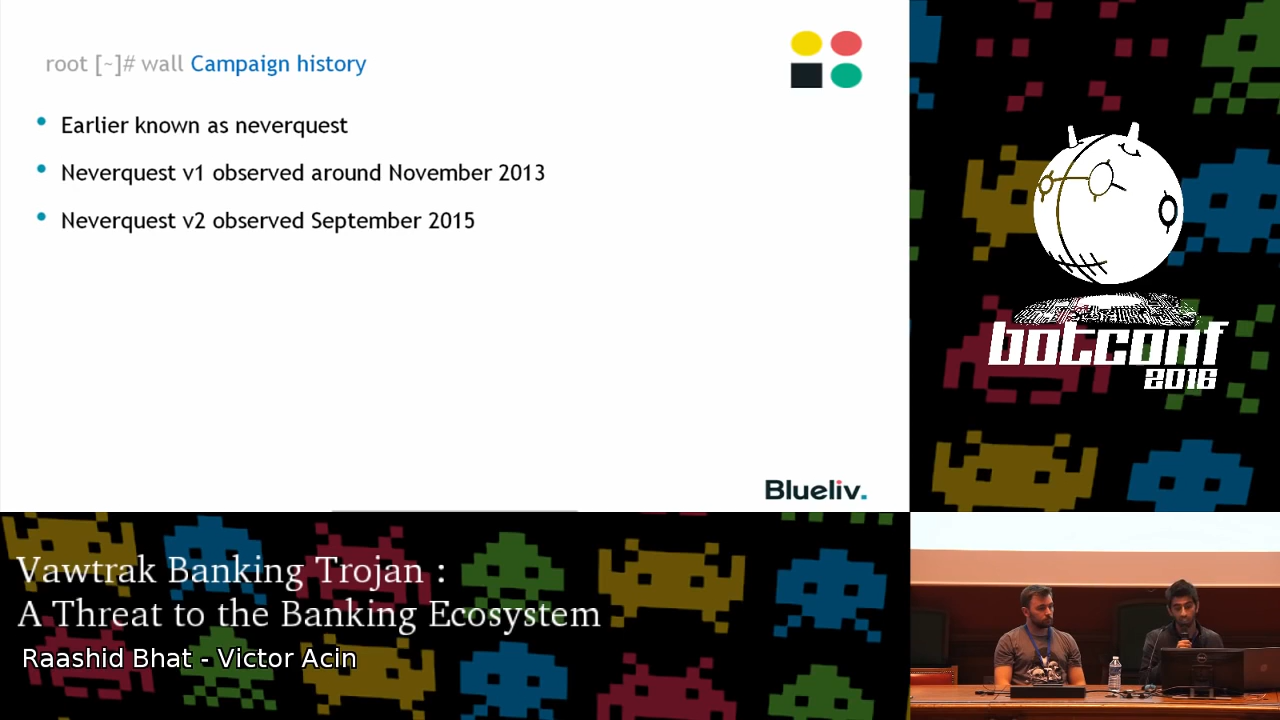 root [~]# wall Campaign history
Earlier known as neverquest
Neverquest v1 observed around November 2013
Neverquest v2 observed September 2015
Blueliv.
botconf
2016
Vawtrak Banking Trojan :
A Threat to the Banking Ecosystem
Raashid Bhat - Victor Acin